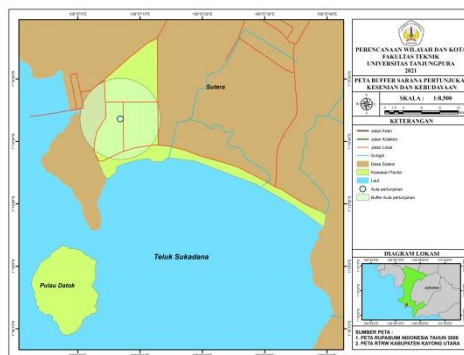 PERENCANAAN WILAYAH DAN KOTA
FAKULTAS TEKNIK
UNIVERSITAS TANJUNGPURA
2021
PETA BUFFER SARANA PERTUNJUKAN
KESENIAN DAN KEBUDAYAAN
SKALA : 1:8,500
KETERANGAN
Jalan Arteri
Jalan Kolektor
Jalan Lokal
Sungai
Desa Sutera
Kawasan Pantai
Laut
Aula pertunjukan
Buffer Aula pertunjukan
DIAGRAM LOKASI
SUMBER PETA :
1. PETA RUPABUMI INDONESIA TAHUN 2008
2. PETA RTRW KABUPATEN KAYONG UTARA
Sutera
Teluk Sukadana
Pulau Datok